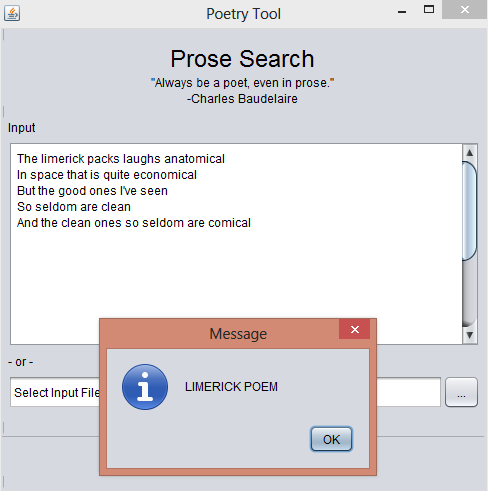 Poetry Tool
Prose Search
"Always be a poet, even in prose."
-Charles Baudelaire
Input
The limerick packs laughs anatomical
In space that is quite economical
But the good ones I've seen
So seldom are clean
And the clean ones so seldom are comical
Message
LIMERICK POEM
OK
- or -
Select Input File
...